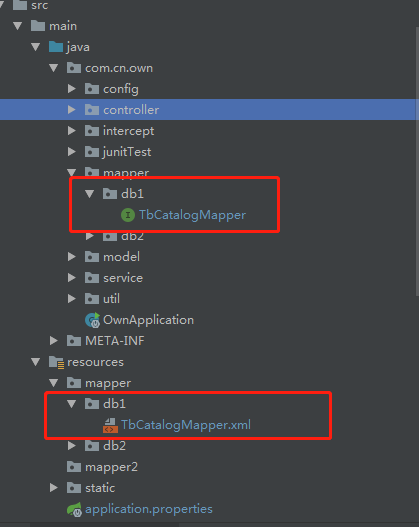 src
main
java
com.cn.own
config
controller
intercept
junitTest
mapper
db1
TbCatalogMapper
db2
model
service
util
OwnApplication
META-INF
resources
mapper
db1
TbCatalogMapper.xml
db2
mapper2
static
application.properties